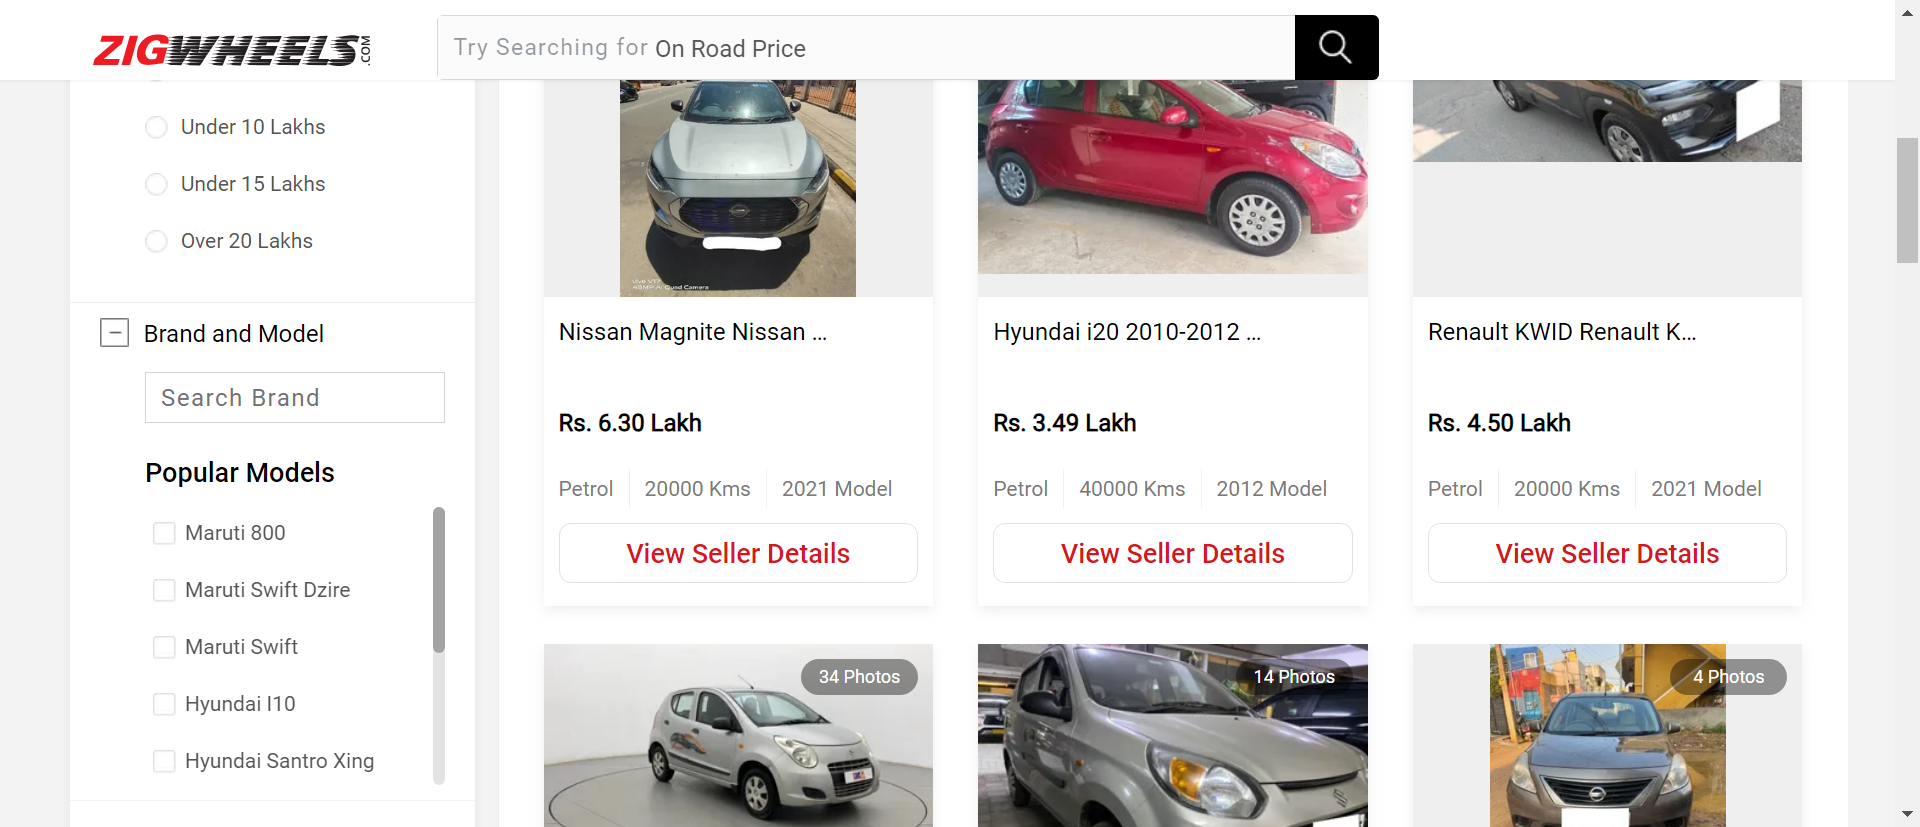 ZIGWHEELS.COM
Try Searching for On Road Price
Under 10 Lakhs
Under 15 Lakhs
Over 20 Lakhs
Brand and Model
Search Brand
Popular Models
Maruti 800
Maruti Swift Dzire
Maruti Swift
Hyundai I10
Hyundai Santro Xing
Nissan Magnite Nissan ...
Rs. 6.30 Lakh
Petrol 20000 Kms 2021 Model
View Seller Details
Hyundai i20 2010-2012 ...
Rs. 3.49 Lakh
Petrol 40000 Kms 2012 Model
View Seller Details
Renault KWID Renault K...
Rs. 4.50 Lakh
Petrol 20000 Kms 2021 Model
View Seller Details
34 Photos
14 Photos
4 Photos